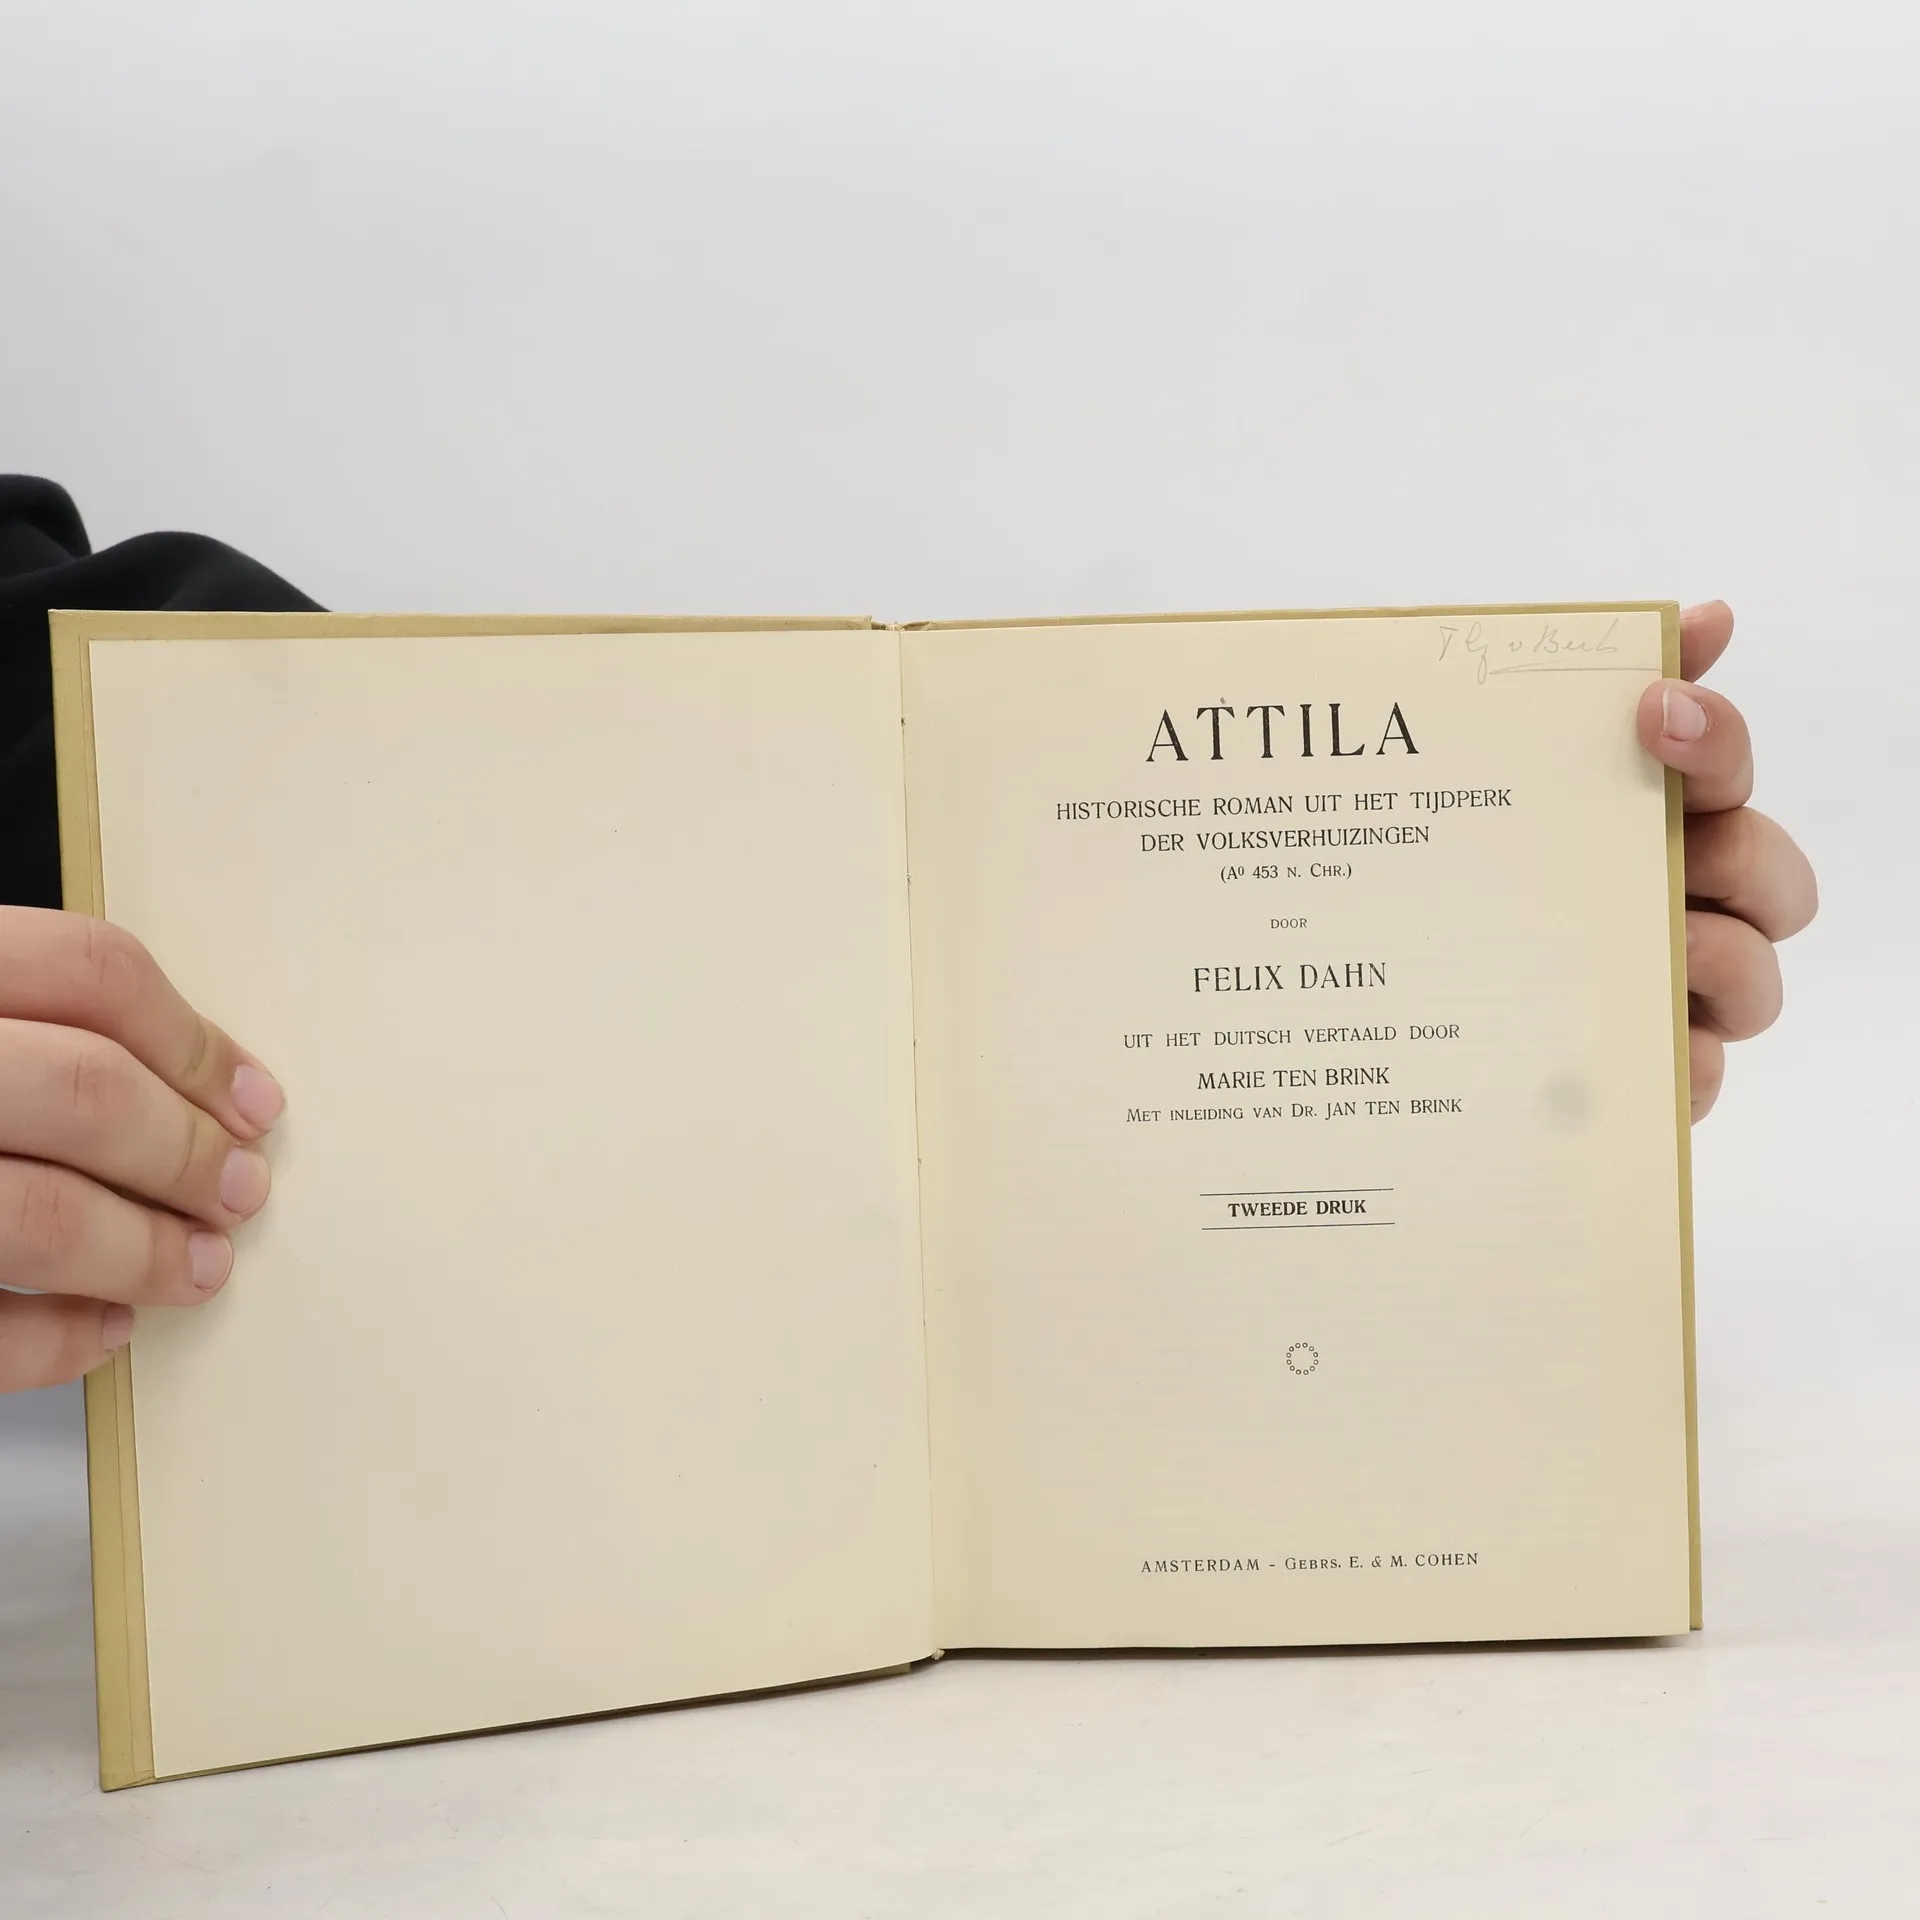 ATTILA
HISTORISCHE ROMAN UIT HET TIJDPERK
DER VOLKSVERHUIZINGEN
(Aº 453 N. CHR.)
DOOR
FELIX DAHN
UIT HET DUITSCH VERTAALD DOOR
MARIE TEN BRINK
MET INLEIDING VAN DR. JAN TEN BRINK
TWEEDE DRUK
AMSTERDAM - GEBRS. E. & M. COHEN